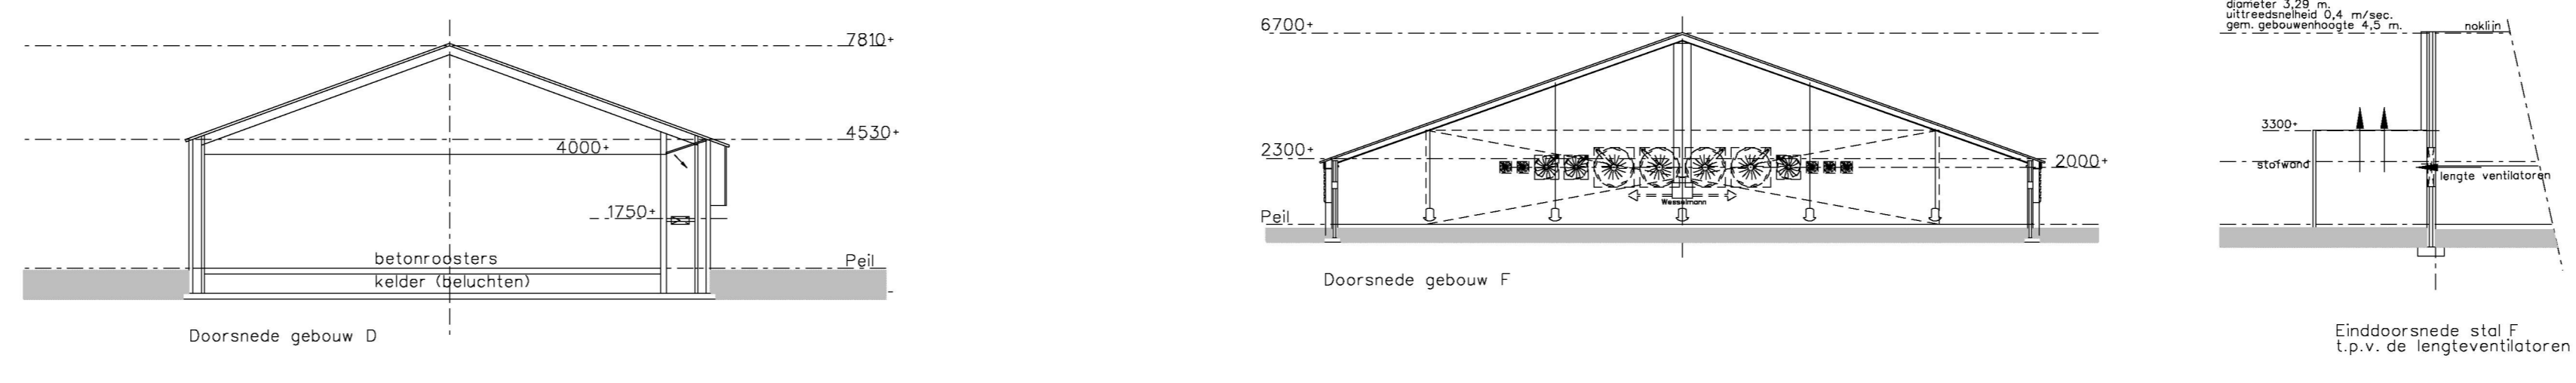 7810+
4530+
4000+
1750+
betonroosters
Peil
kelder (beluchten)
Doorsnede gebouw D
6700+
2300+
2000+
Wesselmann
Peil
Doorsnede gebouw F
diameter 3,29 m.
uittreedsnelheid 0,4 m/sec.
gem. gebouwenhoogte 4,5 m.
noklijn
3300+
stofwand
lengte ventilatoren
Einddoorsnede stal F
t.p.v. de lengteventilatoren